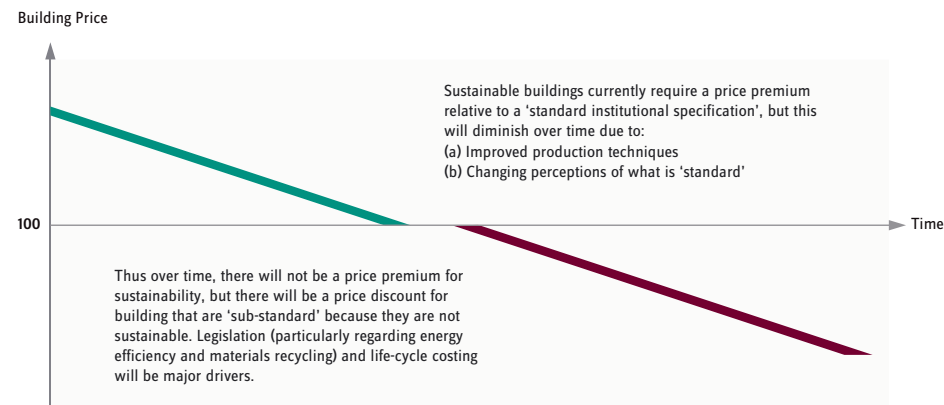 Building Price
Sustainable buildings currently require a price premium
relative to a ‘standard institutional specification’, but this
will diminish over time due to:
(a) Improved production techniques
(b) Changing perceptions of what is ‘standard’
100
Time
Thus over time, there will not be a price premium for
sustainability, but there will be a price discount for
building that are ‘sub-standard’ because they are not
sustainable. Legislation (particularly regarding energy
efficiency and materials recycling) and life-cycle costing
will be major drivers.